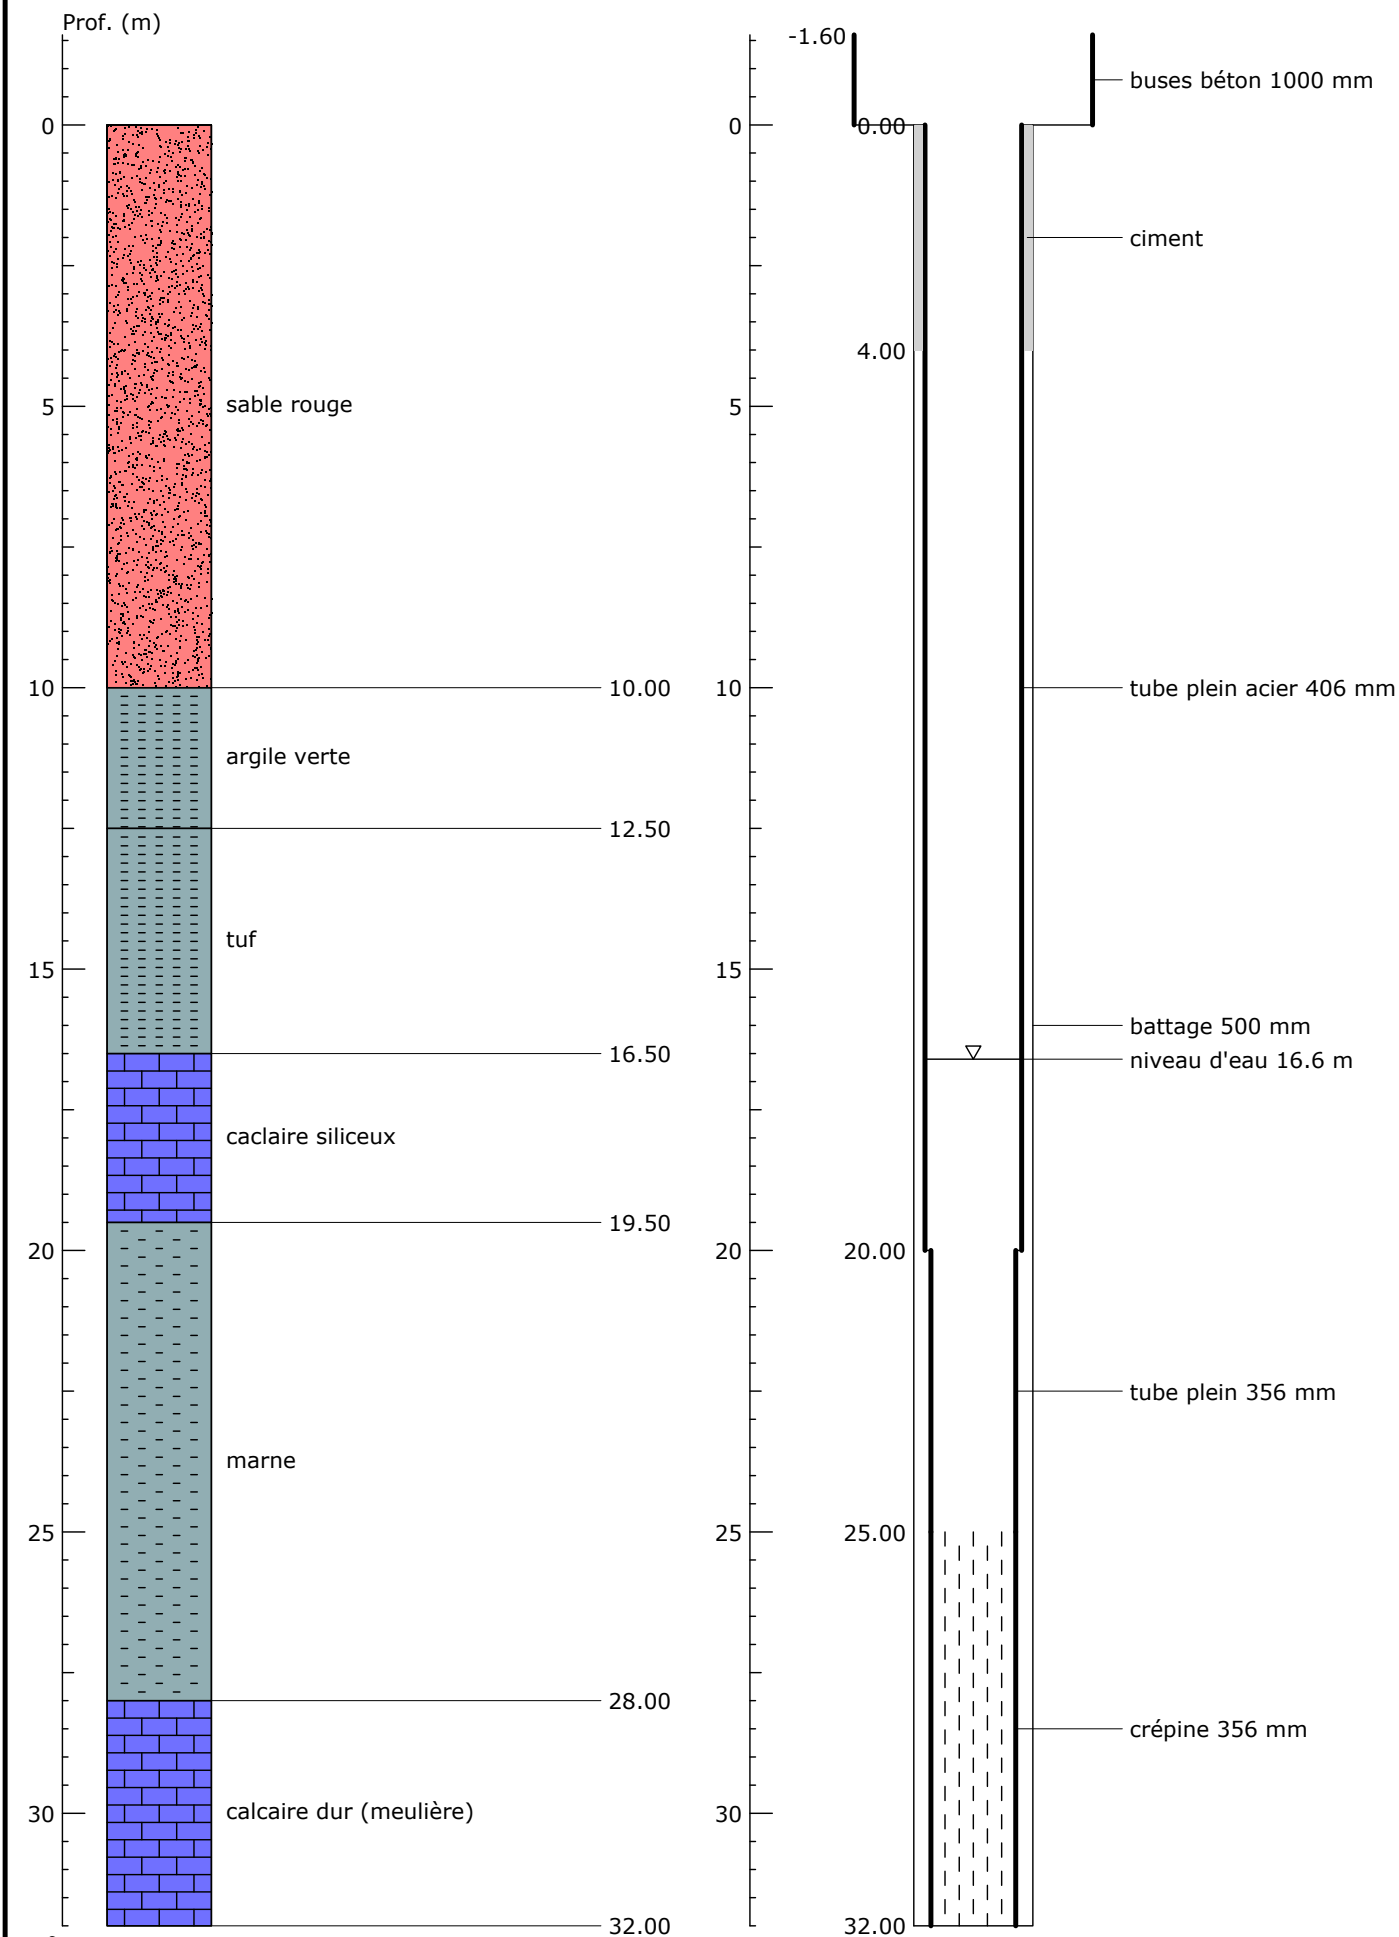 Prof. (m)
-1.60
buses béton 1000 mm
0
0
0.00
ciment
4.00
5
sable rouge
5
10
10.00
10
tube plein acier 406 mm
argile verte
12.50
tuf
15
15
battage 500 mm
16.50
niveau d'eau 16.6 m
caclaire siliceux
19.50
20
20
20.00
tube plein 356 mm
marne
25
25
25.00
28.00
crépine 356 mm
30
calcaire dur (meulière)
30
32.00
32.00